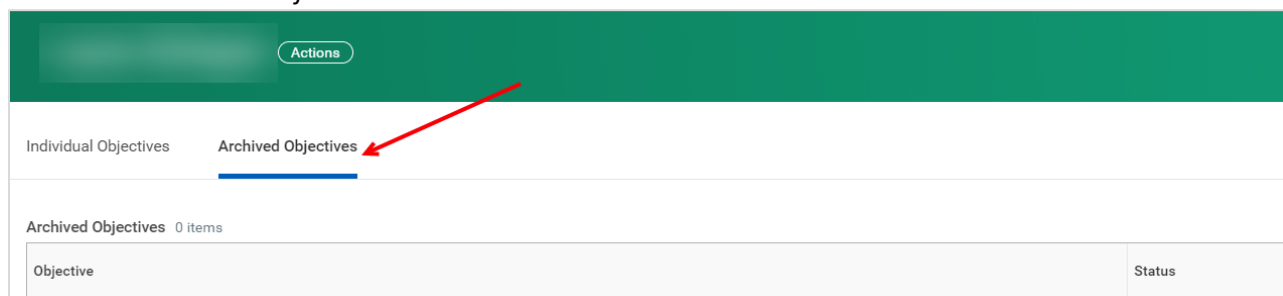 Actions
Individual Objectives Archived Objectives
Archived Objectives 0 items
Objective Status